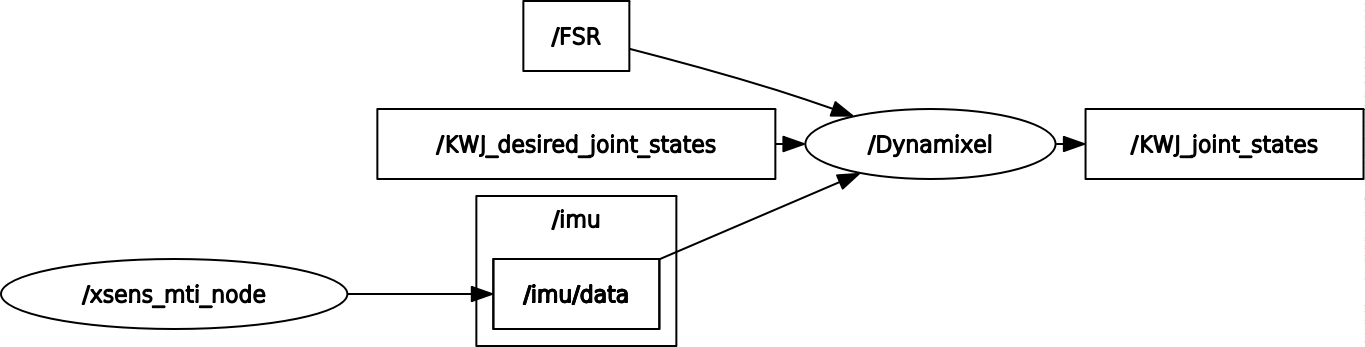 /FSR
/KWJ_desired_joint_states
/Dynamixel
/KWJ_joint_states
/imu
/xsens_mti_node
/imu/data